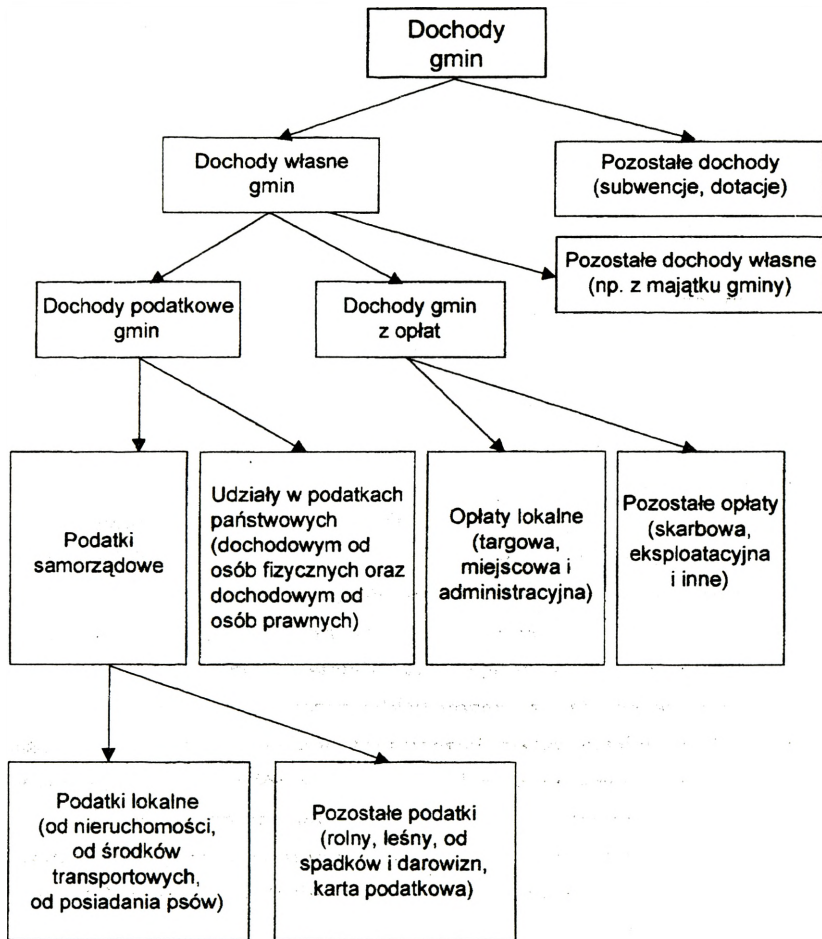 Dochody
gmin
Dochody własne
gmin
Pozostałe dochody
(subwencje, dotacje)
Pozostałe dochody własne
(np. z majątku gminy)
Dochody podatkowe
gmin
Dochody gmin
z opłat
Podatki
samorządowe
Udziały w podatkach
państwowych
(dochodowym od
osób fizycznych oraz
dochodowym od
osób prawnych)
Opłaty lokalne
(targowa,
miejscowa i
administracyjna)
Pozostałe opłaty
(skarbowa,
eksploatacyjna
i inne)
Podatki lokalne
(od nieruchomości,
od środków
transportowych,
od posiadania psów)
Pozostałe podatki
(rolny, leśny, od
spadków i darowizn,
karta podatkowa)